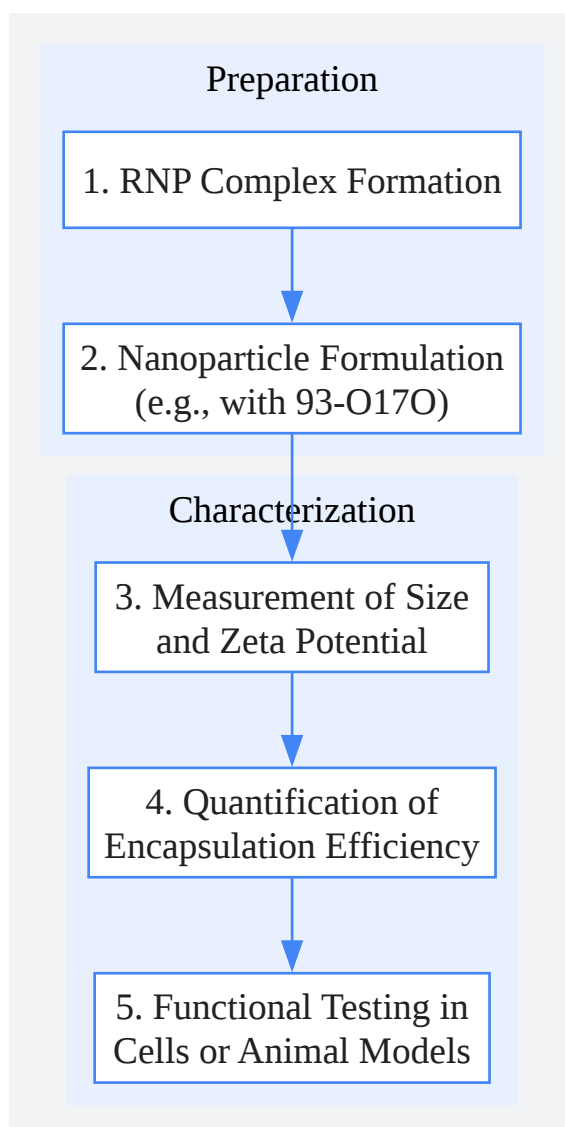 Preparation
1. RNP Complex Formation
2. Nanoparticle Formulation
(e.g., with 93-O17O)
Characterization
3. Measurement of Size
and Zeta Potential
4. Quantification of
Encapsulation Efficiency
5. Functional Testing in
Cells or Animal Models